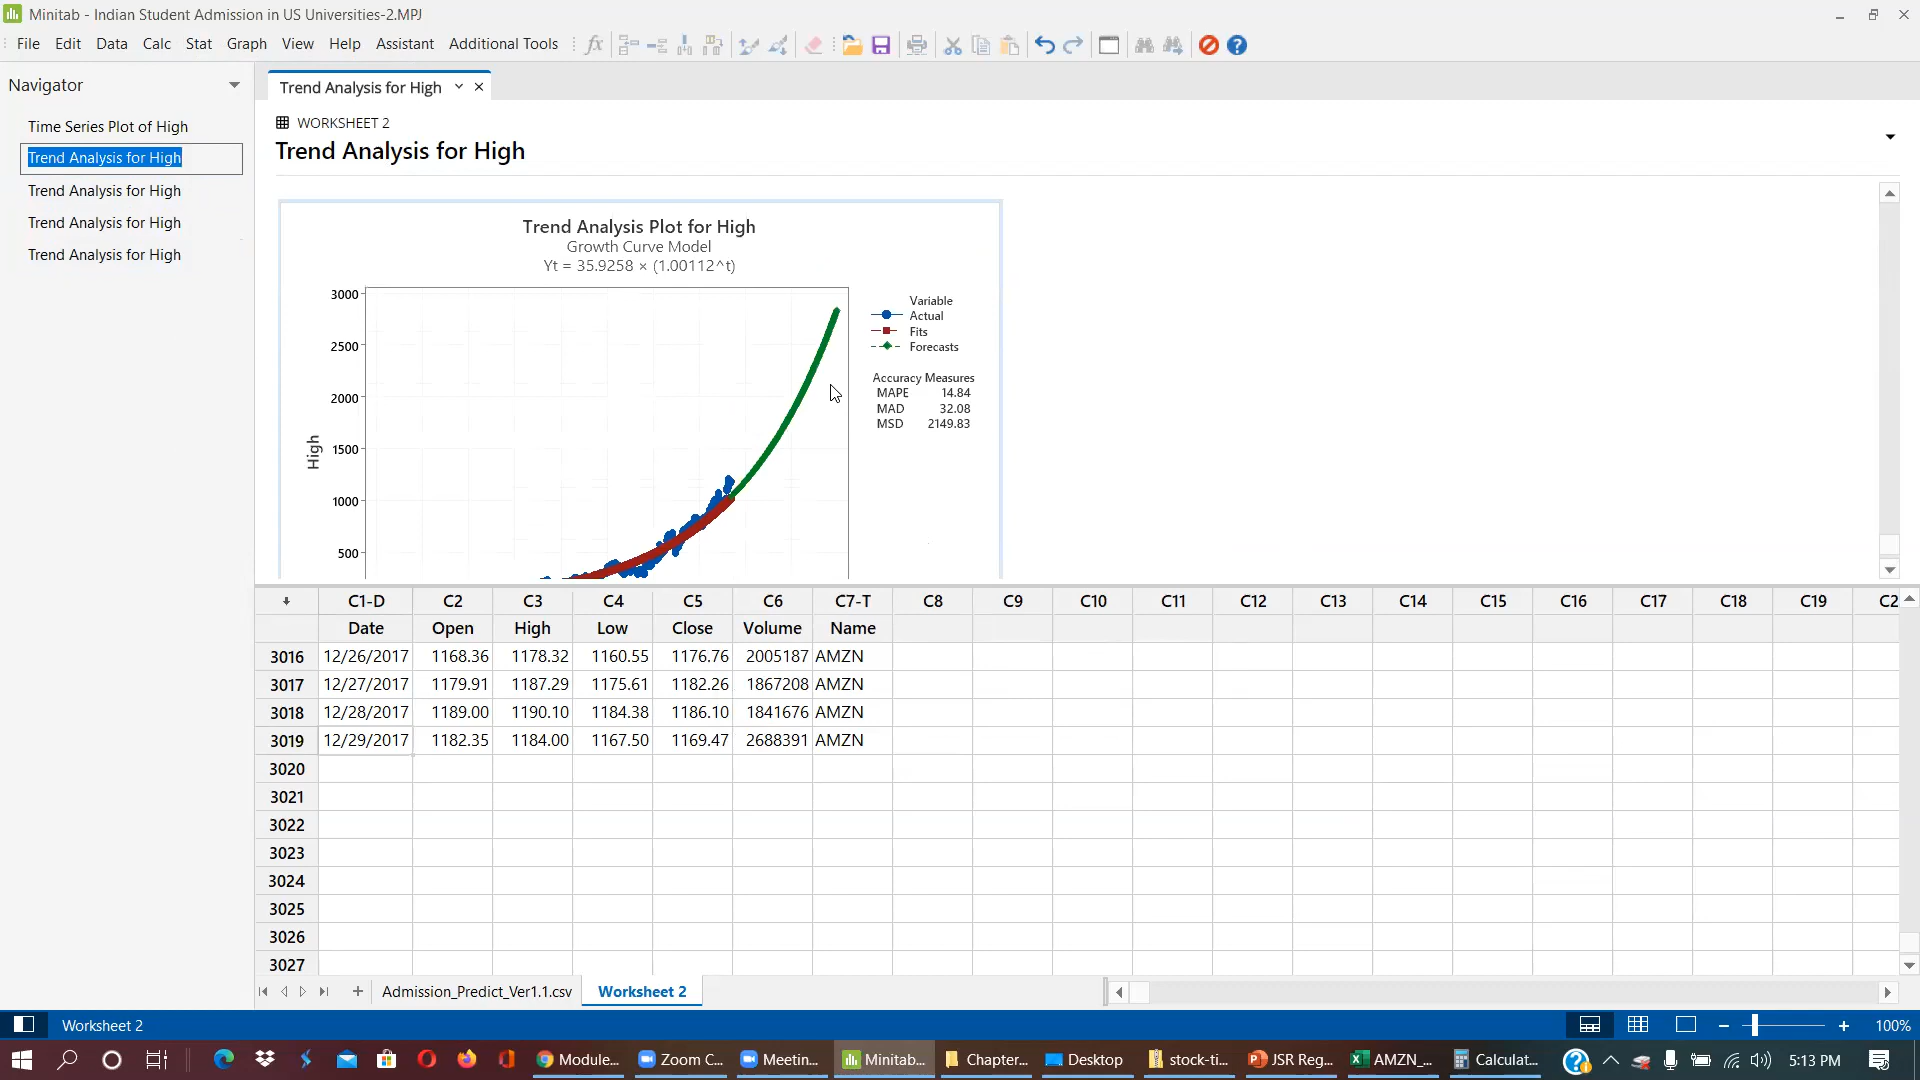 Minitab - Indian Student Admission in US Universities-2.MPJ
File Edit Data Calc Stat Graph View Help Assistant Additional Tools
Navigator
Time Series Plot of High
Trend Analysis for High
Trend Analysis for High
Trend Analysis for High
Trend Analysis for High
Trend Analysis for High
WORKSHEET 2
Trend Analysis for High
Trend Analysis Plot for High
Growth Curve Model
Yt = 35.9258 × (1.00112^t)
3000
2500
2000
1500
1000
500
High
Variable
Actual
Fits
Forecasts
Accuracy Measures
MAPE 14.84
MAD 32.08
MSD 2149.83
C1-D C2 C3 C4 C5 C6 C7-T C8 C9 C10 C11 C12 C13 C14 C15 C16 C17 C18 C19 C2
Date Open High Low Close Volume Name
3016 12/26/2017 1168.36 1178.32 1160.55 1176.76 2005187 AMZN
3017 12/27/2017 1179.91 1187.29 1175.61 1182.26 1867208 AMZN
3018 12/28/2017 1189.00 1190.10 1184.38 1186.10 1841676 AMZN
3019 12/29/2017 1182.35 1184.00 1167.50 1169.47 2688391 AMZN
3020
3021
3022
3023
3024
3025
3026
3027
Admission_Predict_Ver1.1.csv Worksheet 2
Worksheet 2 100%
Module... Zoom C... Meetin... Minitab... Chapter... Desktop stock-ti... JSR Reg... AMZN_... Calculat... 5:13 PM